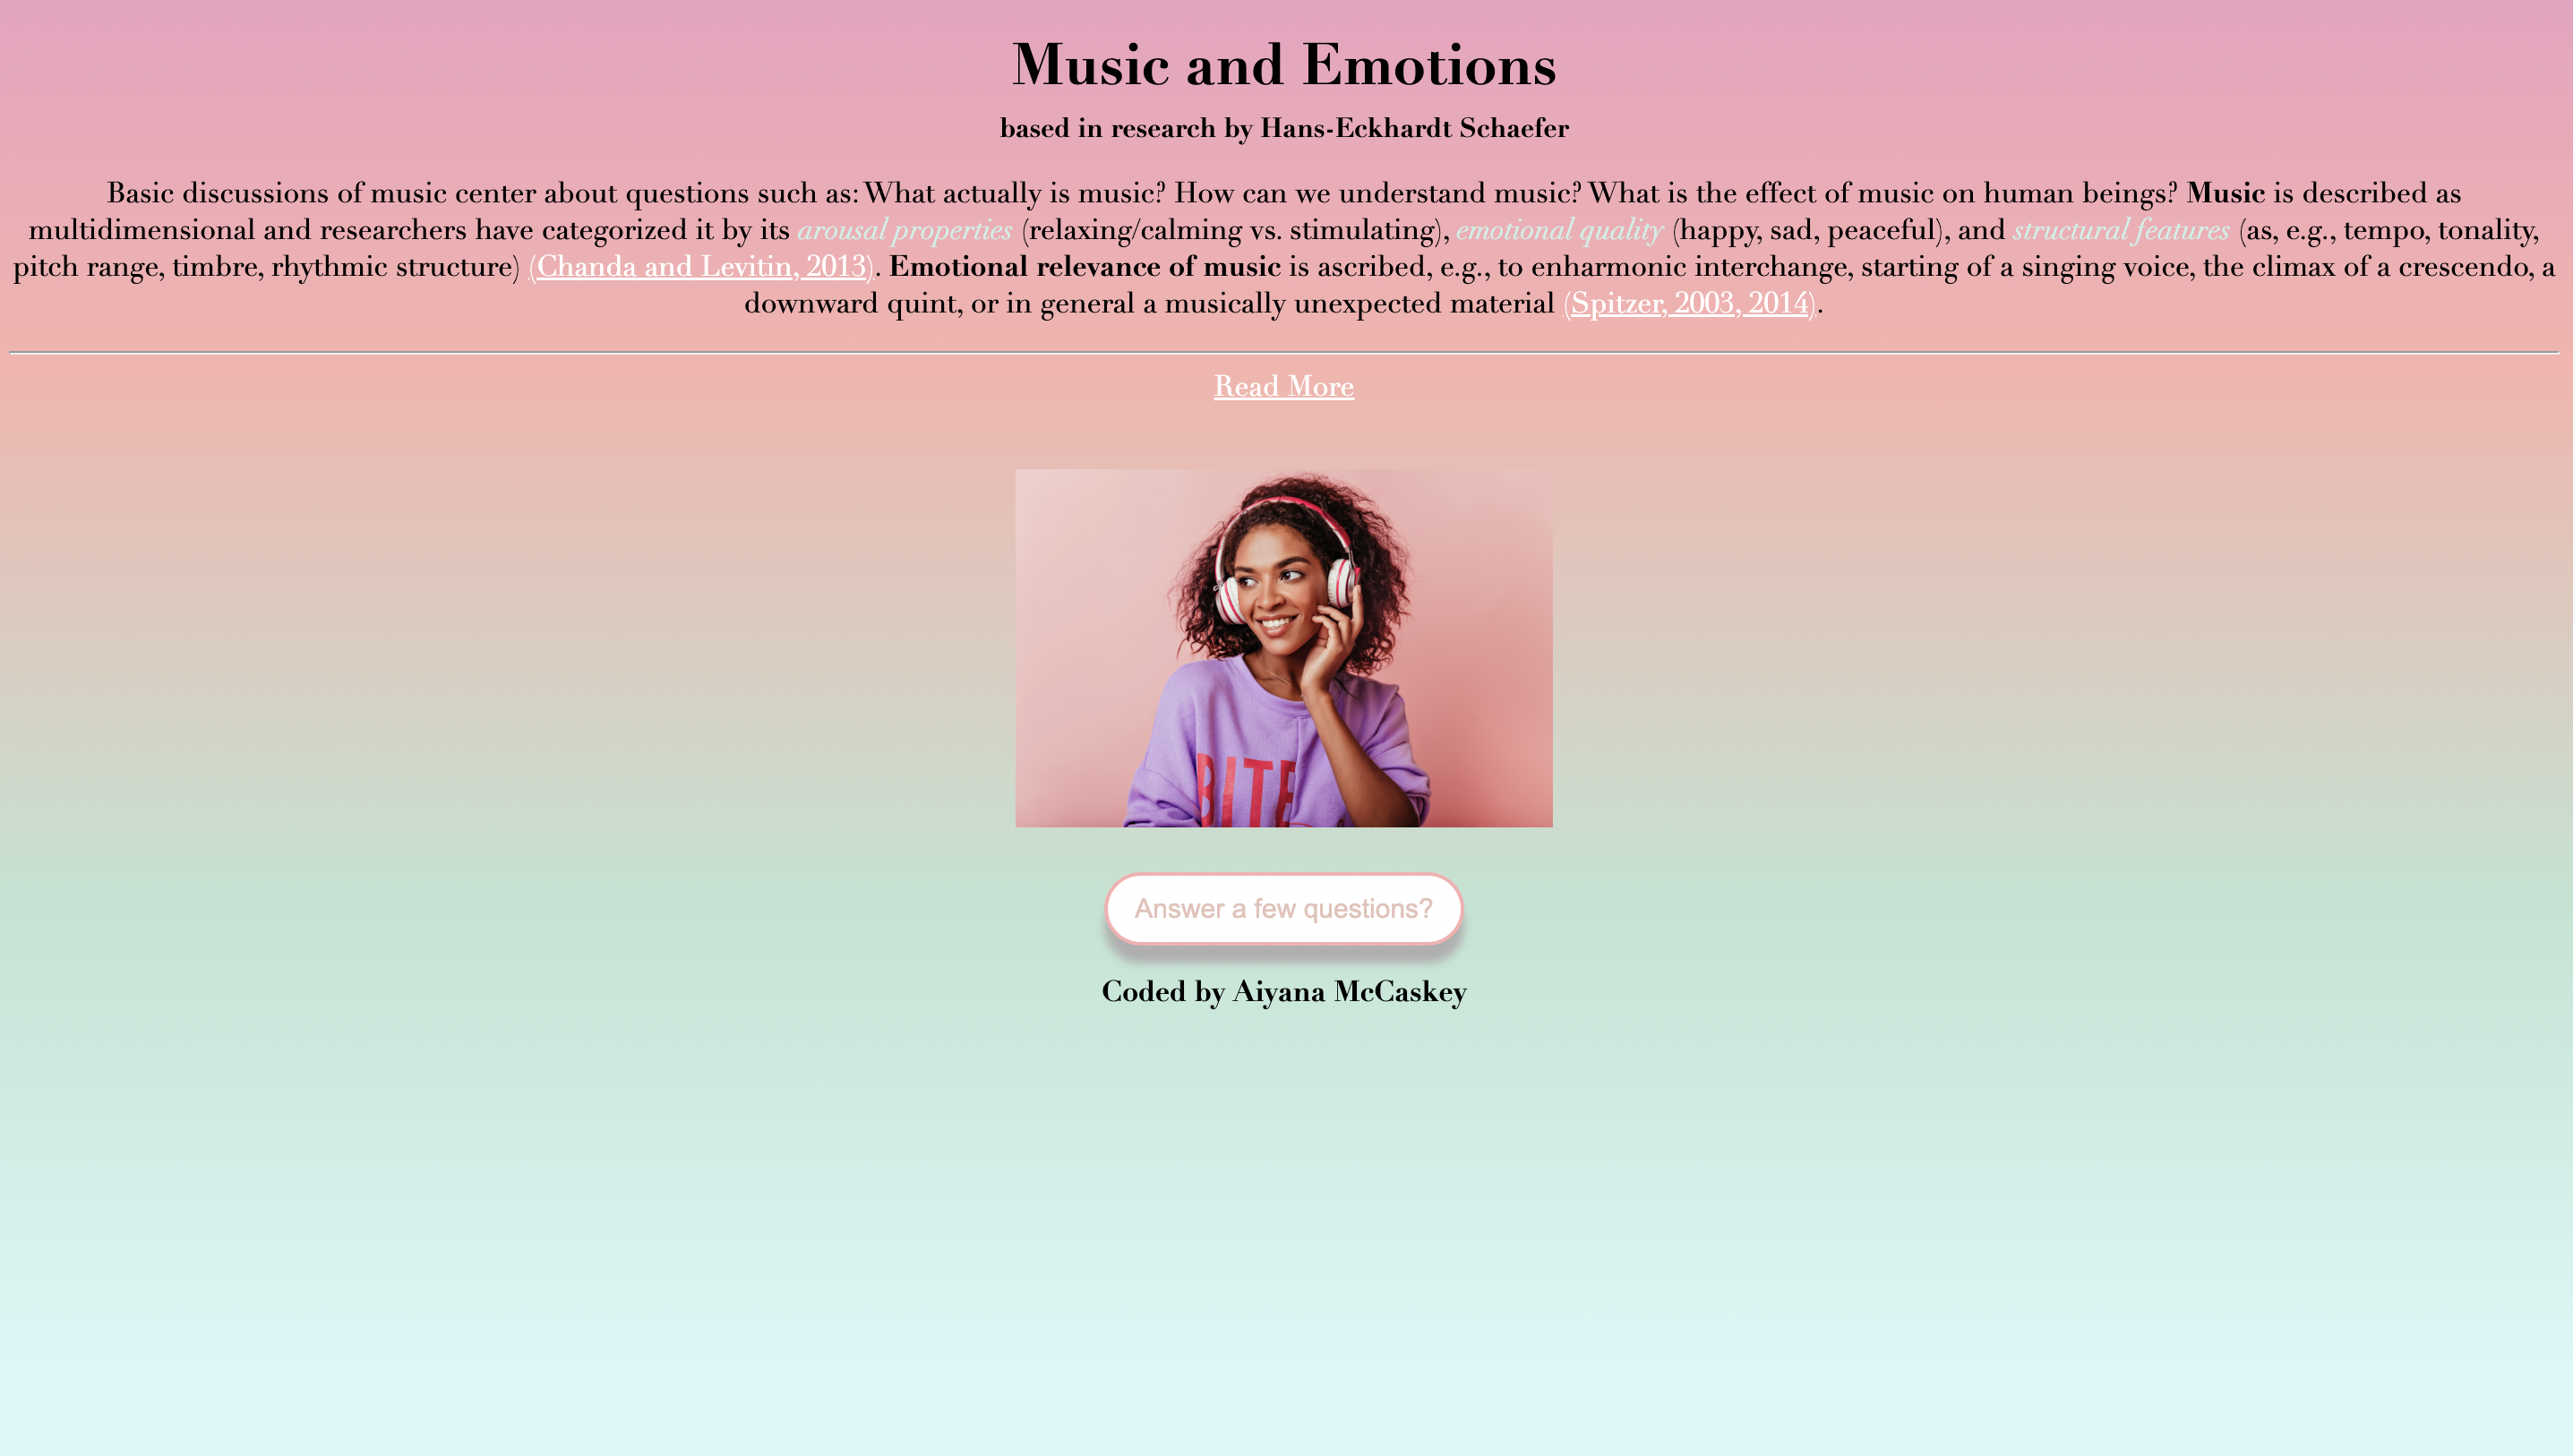 Music and Emotions
based in research by Hans-Eckhardt Schaefer
Basic discussions of music center about questions such as: What actually is music? How can we understand music? What is the effect of music on human beings? Music is described as
multidimensional and researchers have categorized it by its arousal properties (relaxing/calming vs. stimulating), emotional quality (happy, sad, peaceful), and structural features (as, e.g., tempo, tonality,
pitch range, timbre, rhythmic structure) (Chanda and Levitin, 2013). Emotional relevance of music is ascribed, e.g., to enharmonic interchange, starting of a singing voice, the climax of a crescendo, a
downward quint, or in general a musically unexpected material (Spitzer, 2003, 2014).
Read More
BITE
Answer a few questions?
Coded by Aiyana McCaskey